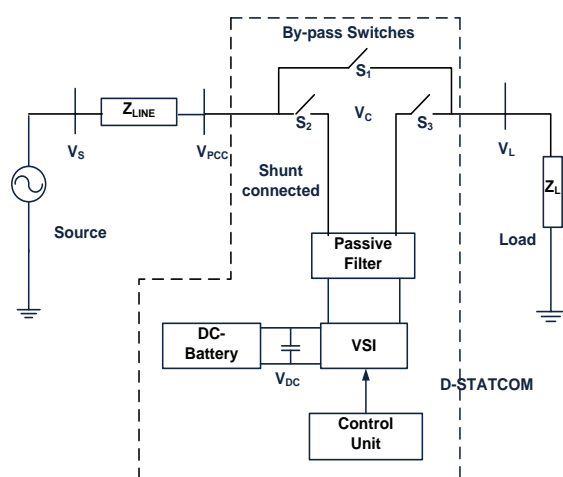 By-pass Switches
S1
ZLINE
S2
VC
S3
VS
VPCC
VL
Shunt
connected
ZL
Source
Passive
Filter
Load
DC-
Battery
VSI
VDC
D-STATCOM
Control
Unit